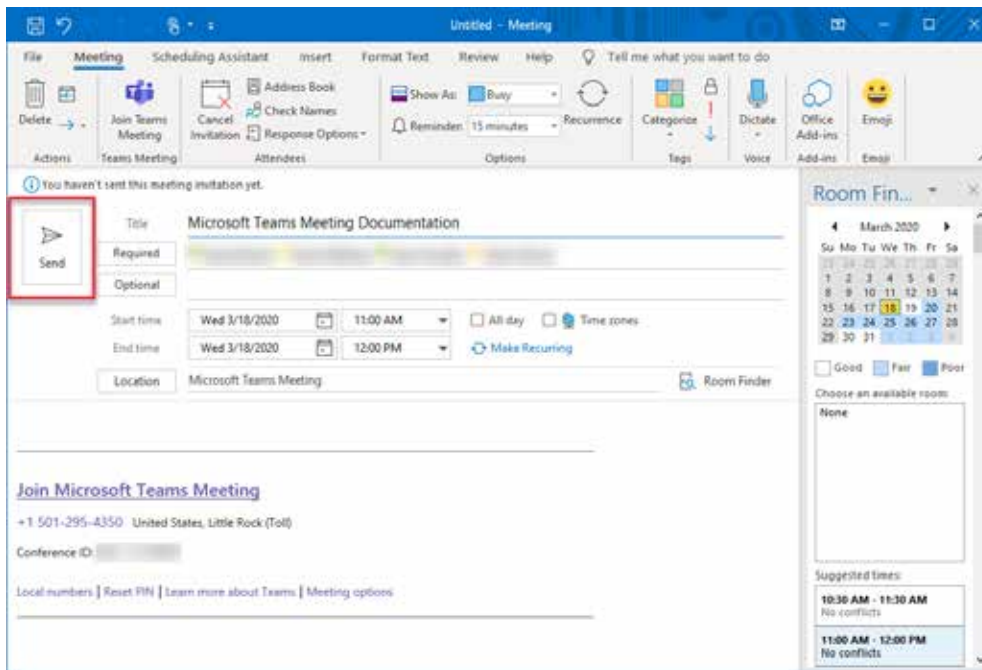 Untitled - Meeting
File Meeting Scheduling Assistant Insert Format Text Review Help Tell me what you want to do
Delete
Join Teams Meeting
Cancel Invitation
Address Book
Check Names
Response Options
Show As: Busy
Reminder: 15 minutes
Recurrence
Categorize
Dictate
Office Add-ins
Emoji
Actions Teams Meeting Attendees Options Tags Voice Add-ins Emoji
You haven't sent this meeting invitation yet.
Send
Title Microsoft Teams Meeting Documentation
Required
Optional
Start time Wed 3/18/2020 11:00 AM All day Time zones
End time Wed 3/18/2020 12:00 PM Make Recurring
Location Microsoft Teams Meeting Room Finder
Join Microsoft Teams Meeting
+1 501-295-4350 United States, Little Rock (Toll)
Conference ID:
Local numbers | Reset PIN | Learn more about Teams | Meeting options
Room Fin...
March 2020
Su Mo Tu We Th Fr Sa
1 2 3 4 5 6 7
8 9 10 11 12 13 14
15 16 17 18 19 20 21
22 23 24 25 26 27 28
29 30 31
Good Fair Poor
Choose an available room:
None
Suggested times:
10:30 AM - 11:30 AM
No conflicts
11:00 AM - 12:00 PM
No conflicts